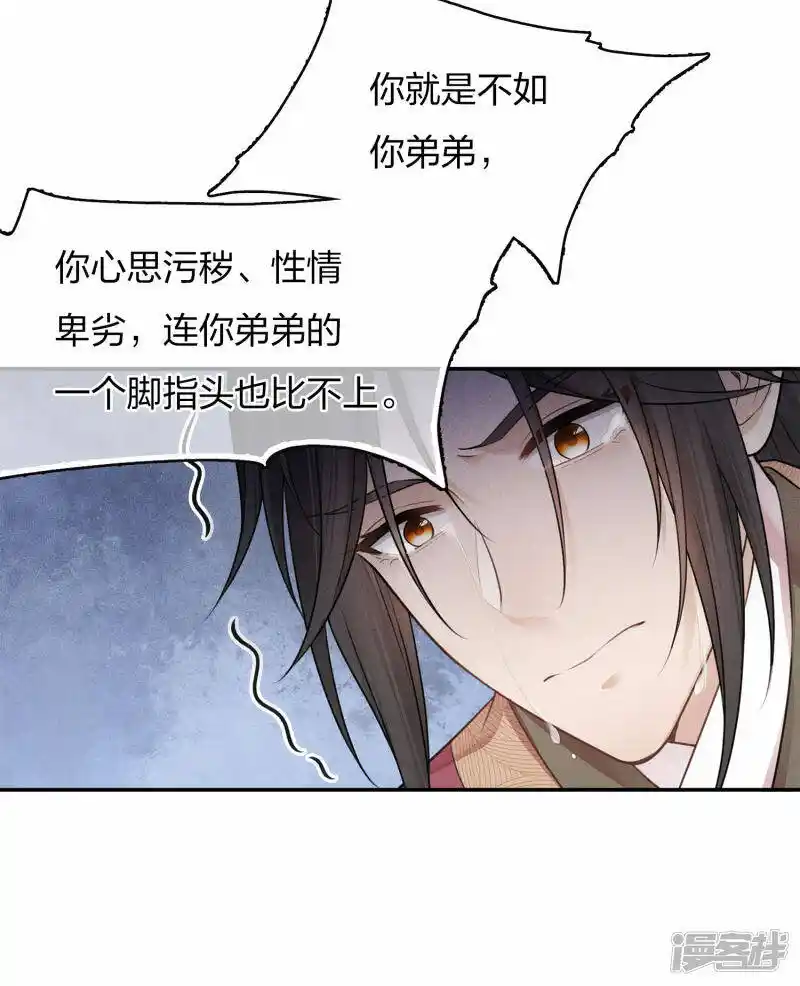 你就是不如
你弟弟，
你心思污秽、性情
卑劣，连你弟弟的
一个脚指头也比不上。
漫客栈